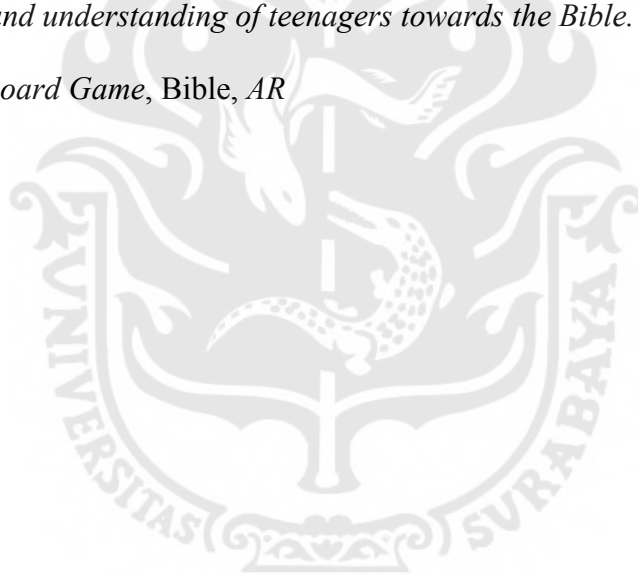 and understanding of teenagers towards the Bible.
oard Game, Bible, AR
UNIVERSITAS SURABAYA